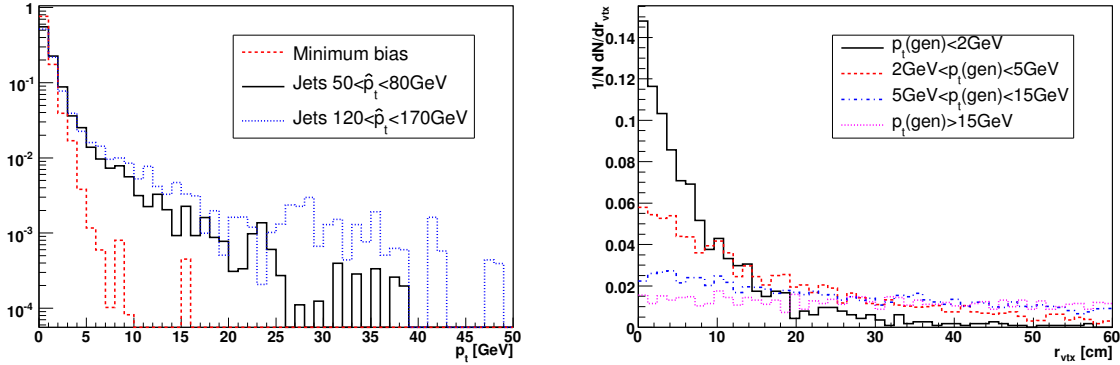 1
10⁻¹
10⁻²
10⁻³
10⁻⁴
Minimum bias
Jets 50<p̂_t<80GeV
Jets 120<p̂_t<170GeV
0 5 10 15 20 25 30 35 40 45 50
p_t [GeV]
1/N dN/dr_vtx
0.14
0.12
0.1
0.08
0.06
0.04
0.02
0
p_t(gen)<2GeV
2GeV<p_t(gen)<5GeV
5GeV<p_t(gen)<15GeV
p_t(gen)>15GeV
0 10 20 30 40 50 60
r_vtx [cm]